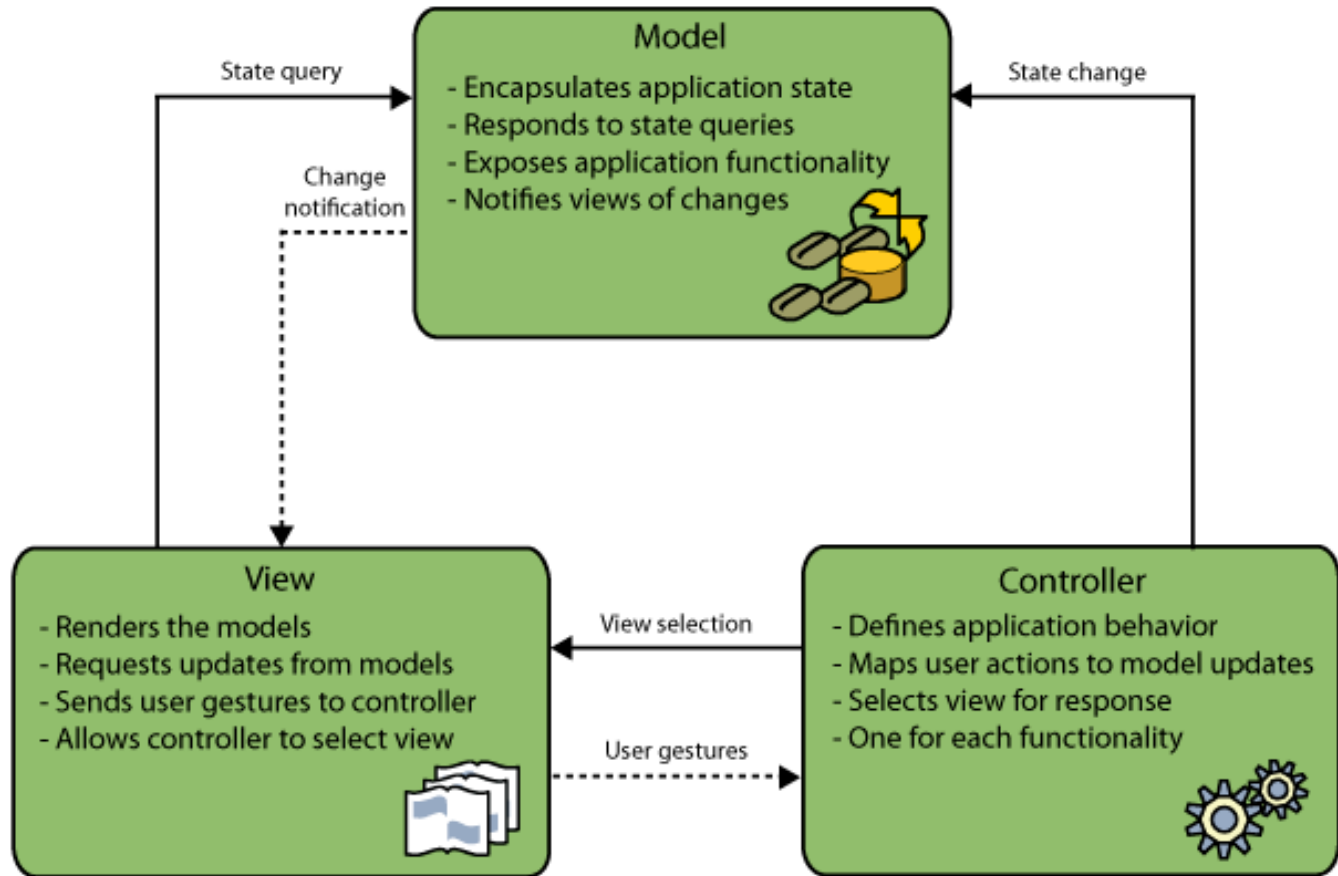 Model
- Encapsulates application state
- Responds to state queries
- Exposes application functionality
- Notifies views of changes
State query
State change
Change
notification
View
- Renders the models
- Requests updates from models
- Sends user gestures to controller
- Allows controller to select view
View selection
User gestures
Controller
- Defines application behavior
- Maps user actions to model updates
- Selects view for response
- One for each functionality